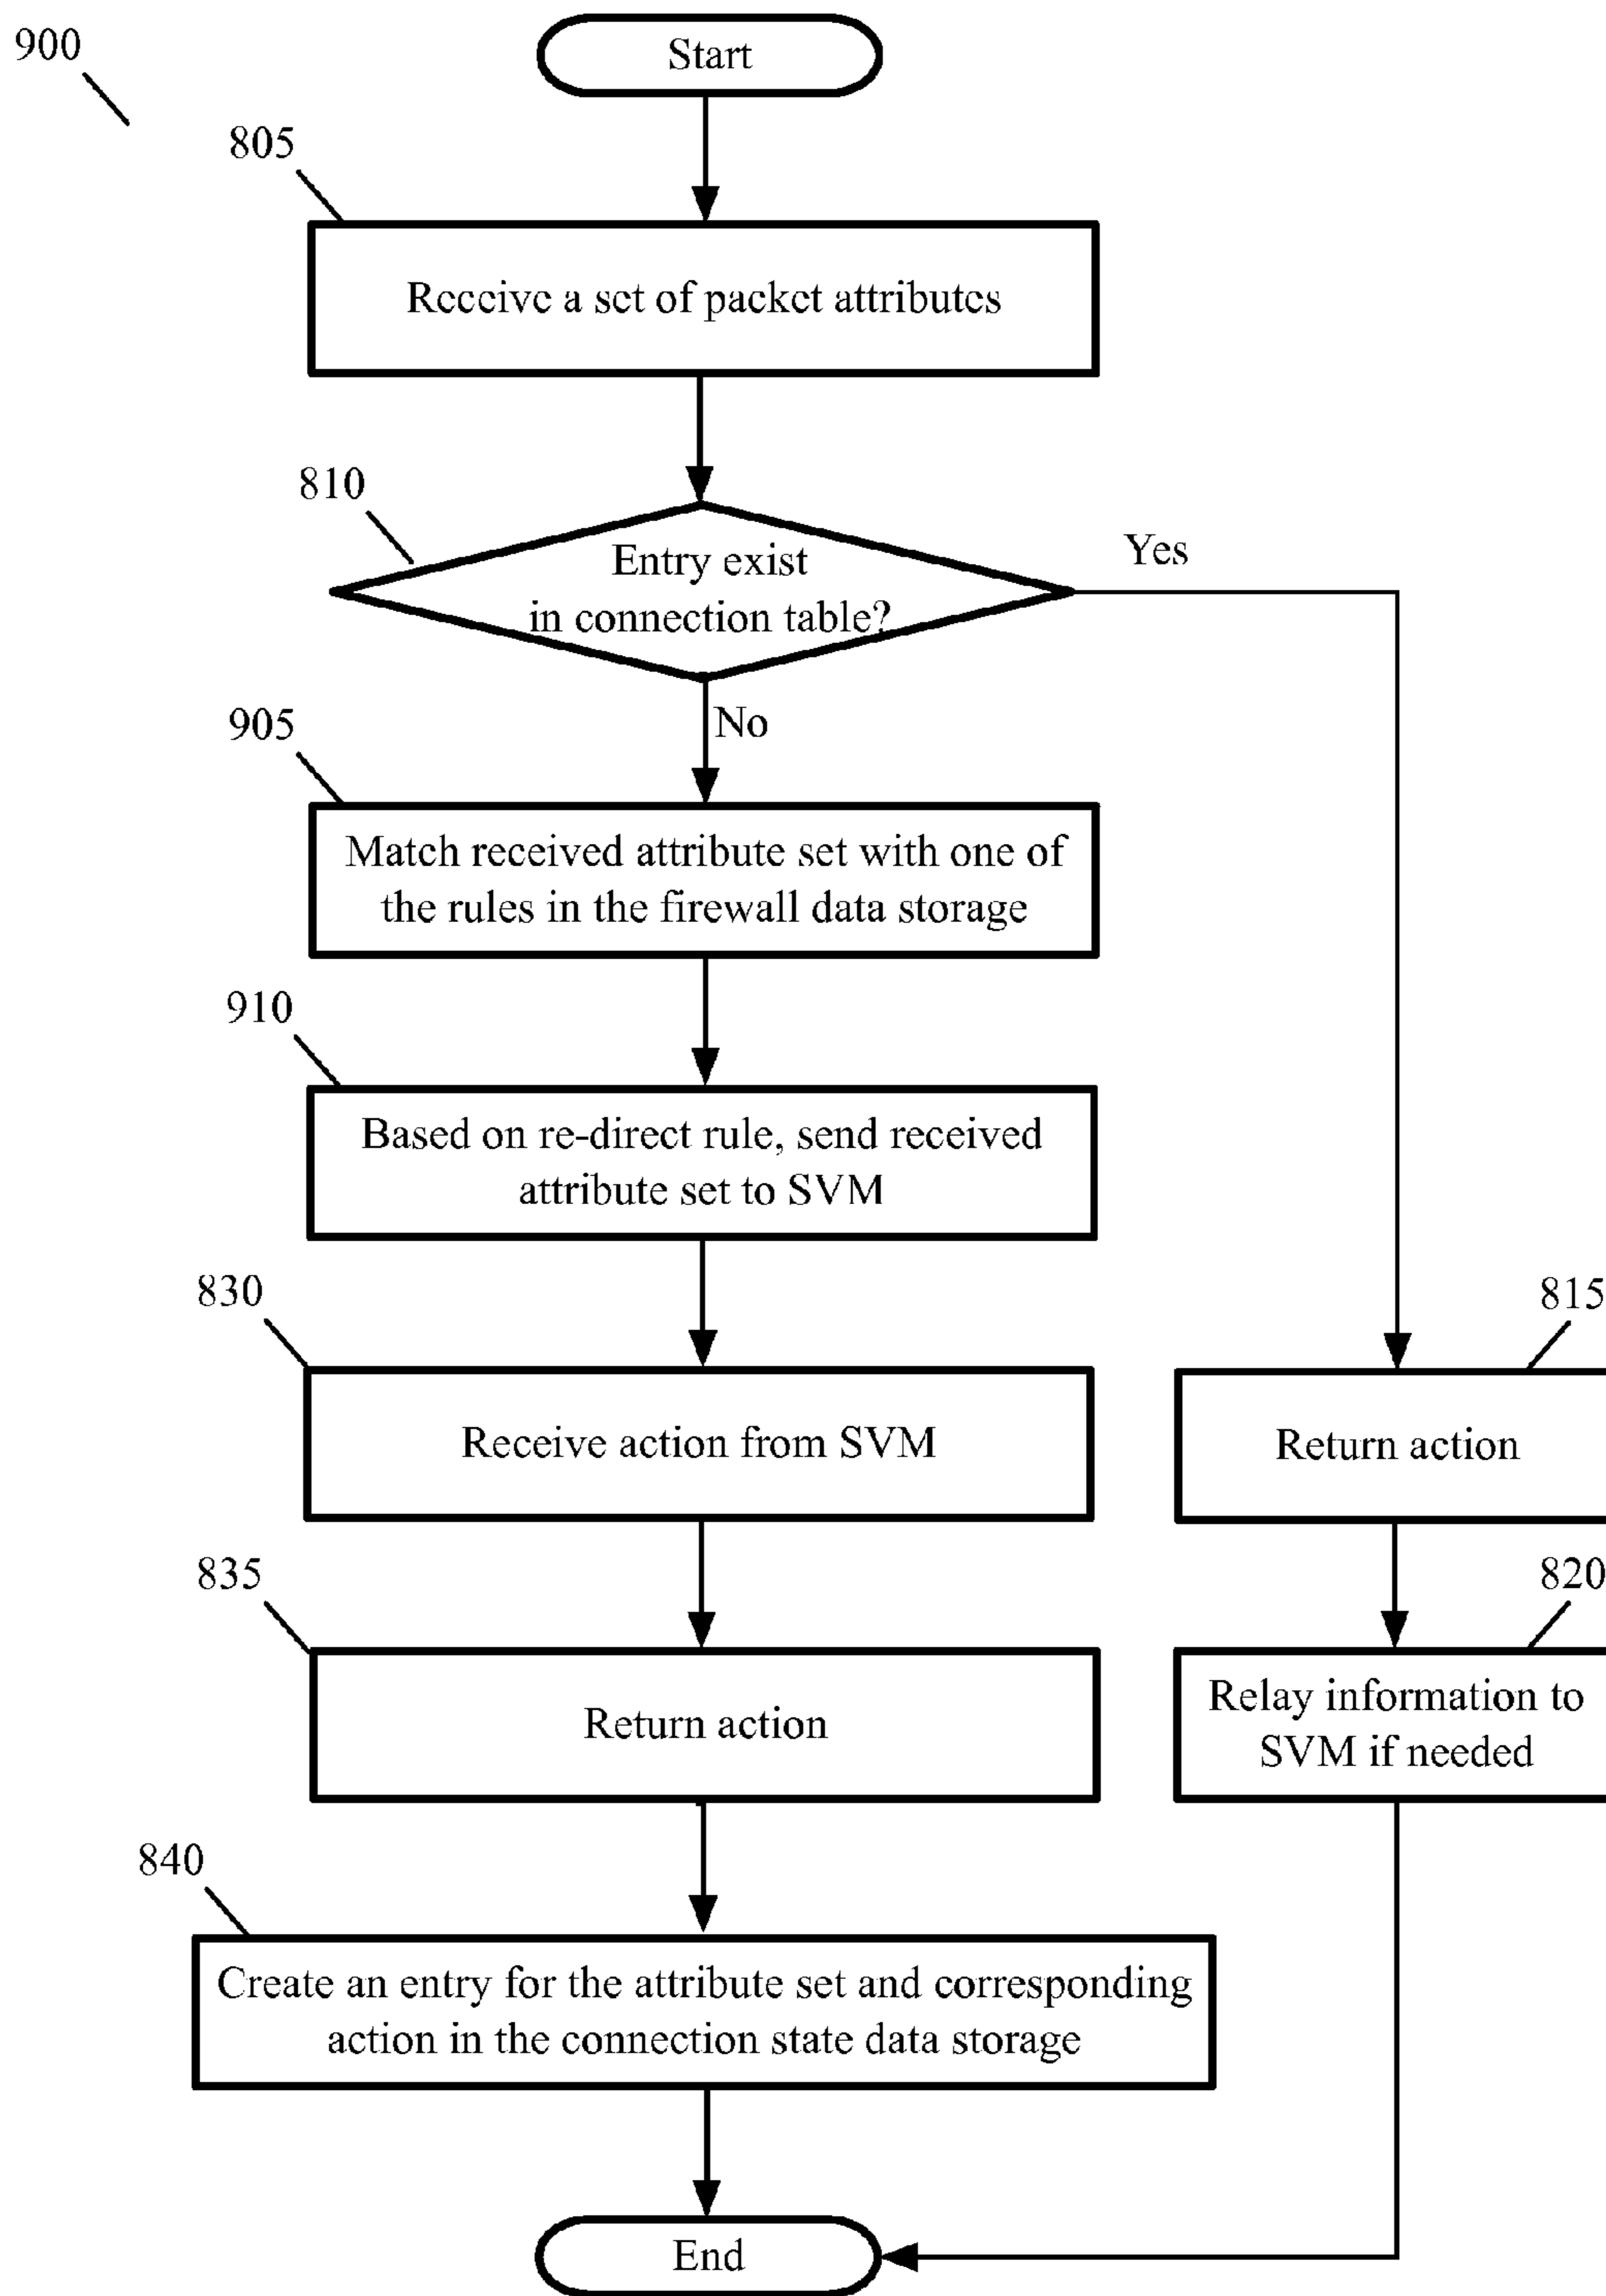 900
Start
805
Receive a set of packet attributes
810
Entry exist
in connection table?
Yes
No
905
Match received attribute set with one of
the rules in the firewall data storage
910
Based on re-direct rule, send received
attribute set to SVM
830
Receive action from SVM
815
Return action
835
Return action
820
Relay information to
SVM if needed
840
Create an entry for the attribute set and corresponding
action in the connection state data storage
End